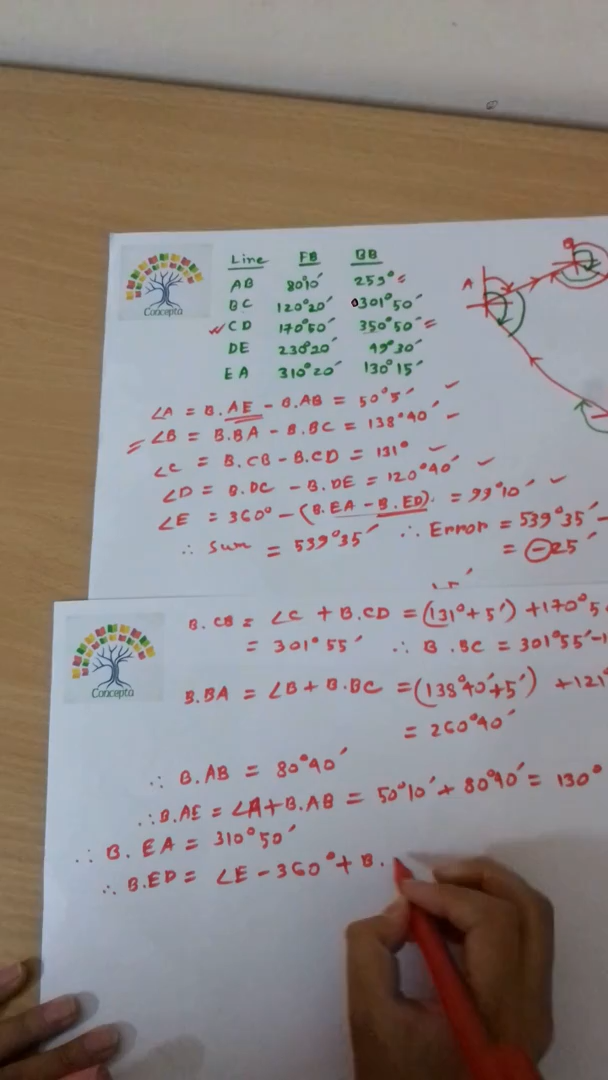 Concepta
Line FB BB
AB 80°10′ 259°
BC 120°20′ 301°50′
CD 170°50′ 350°50′
DE 230°20′ 49°30′
EA 310°20′ 130°15′
A B
∠A = B.AE - B.AB = 50°5′
∠B = B.BA - B.BC = 138°40′
∠C = B.CB - B.CD = 131°
∠D = B.DC - B.DE = 120°40′
∠E = 360° - (B.EA - B.ED) = 99°10′
∴ Sum = 539°35′ ∴ Error = 539°35′ -
= -25′
Concepta
B.CB = ∠C + B.CD = (131° + 5′) + 170°
= 301°55′ ∴ B.BC = 301°55′ -
B.BA = ∠B + B.BC = (138°40′ + 5′) + 121°
= 260°40′
∴ B.AB = 80°40′
∴ B.AE = ∠A + B.AB = 50°10′ + 80°40′ = 130°
∴ B.EA = 310°50′
∴ B.ED = ∠E - 360° + B.